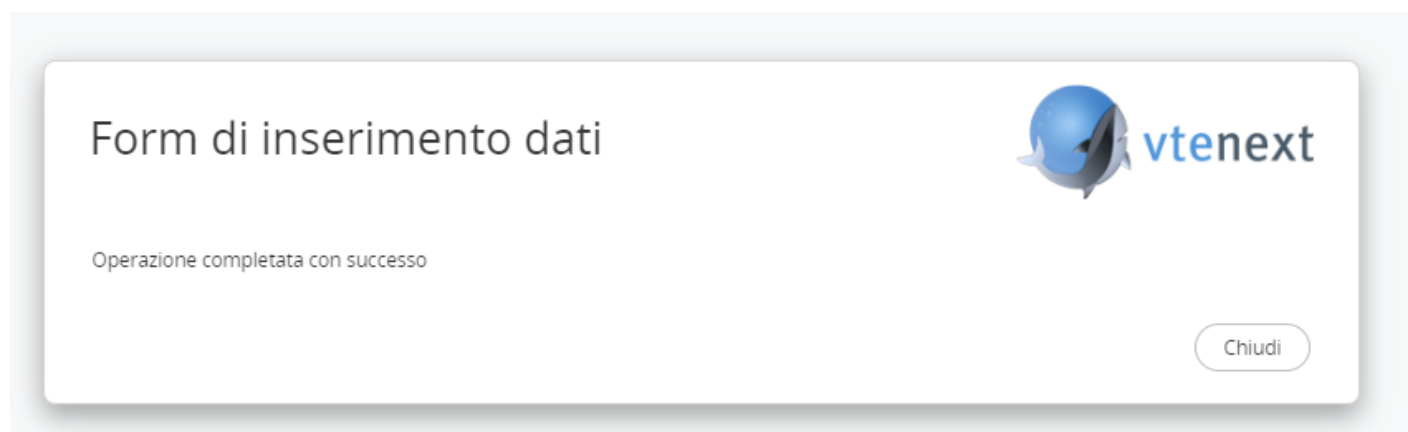 Form di inserimento dati
vtenext
Operazione completata con successo
Chiudi